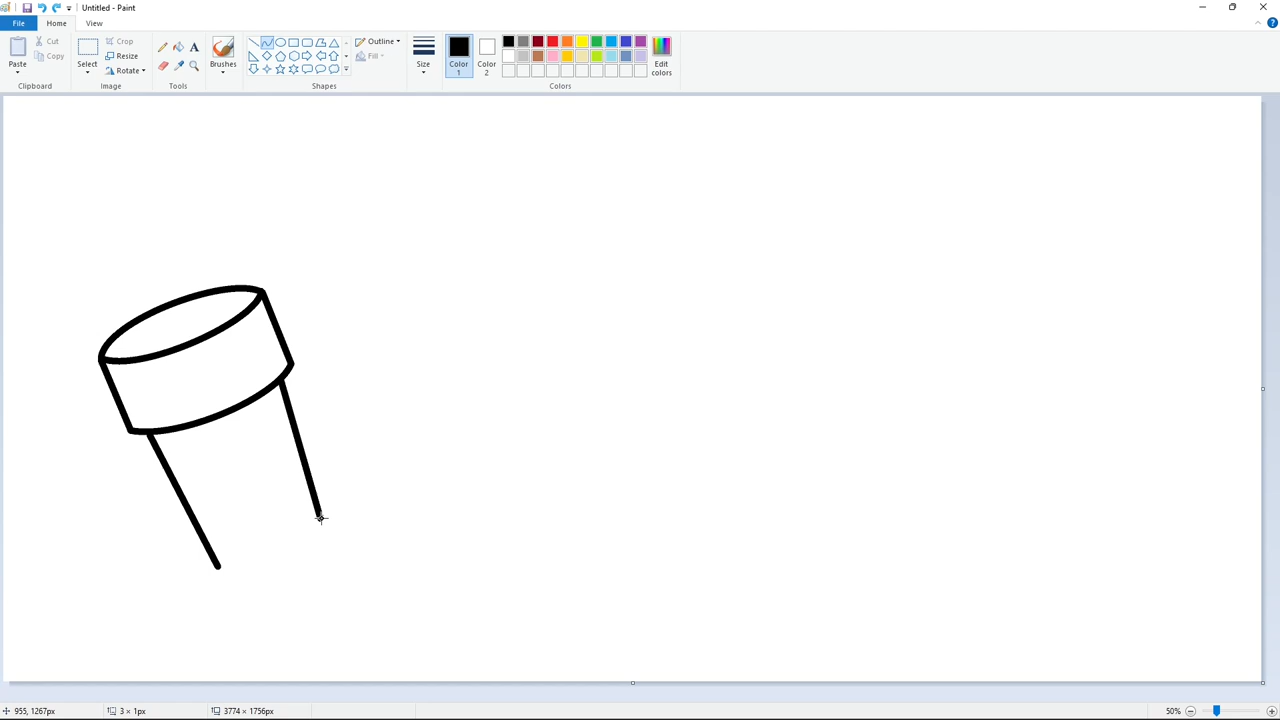 Untitled - Paint
File Home View
Paste Cut Copy Clipboard
Select Crop Resize Rotate Image
Tools
Brushes
Outline Fill Shapes
Size
Color 1
Color 2
Edit colors
Colors
955, 1267px 3 × 1px 3774 × 1756px 50%